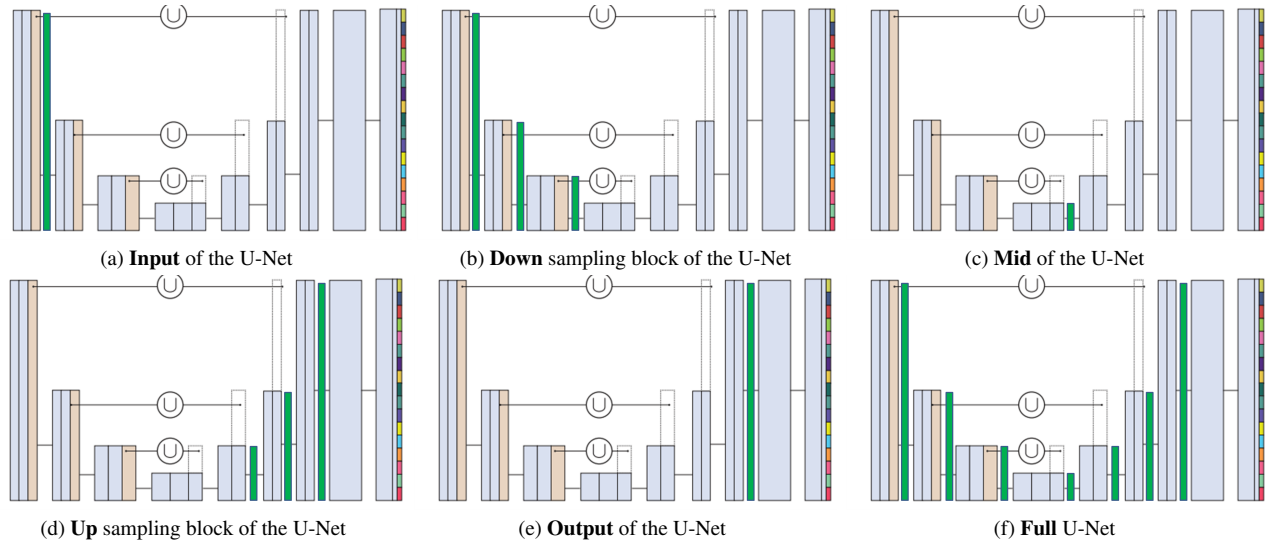 (a) Input of the U-Net
(b) Down sampling block of the U-Net
(c) Mid of the U-Net
(d) Up sampling block of the U-Net
(e) Output of the U-Net
(f) Full U-Net